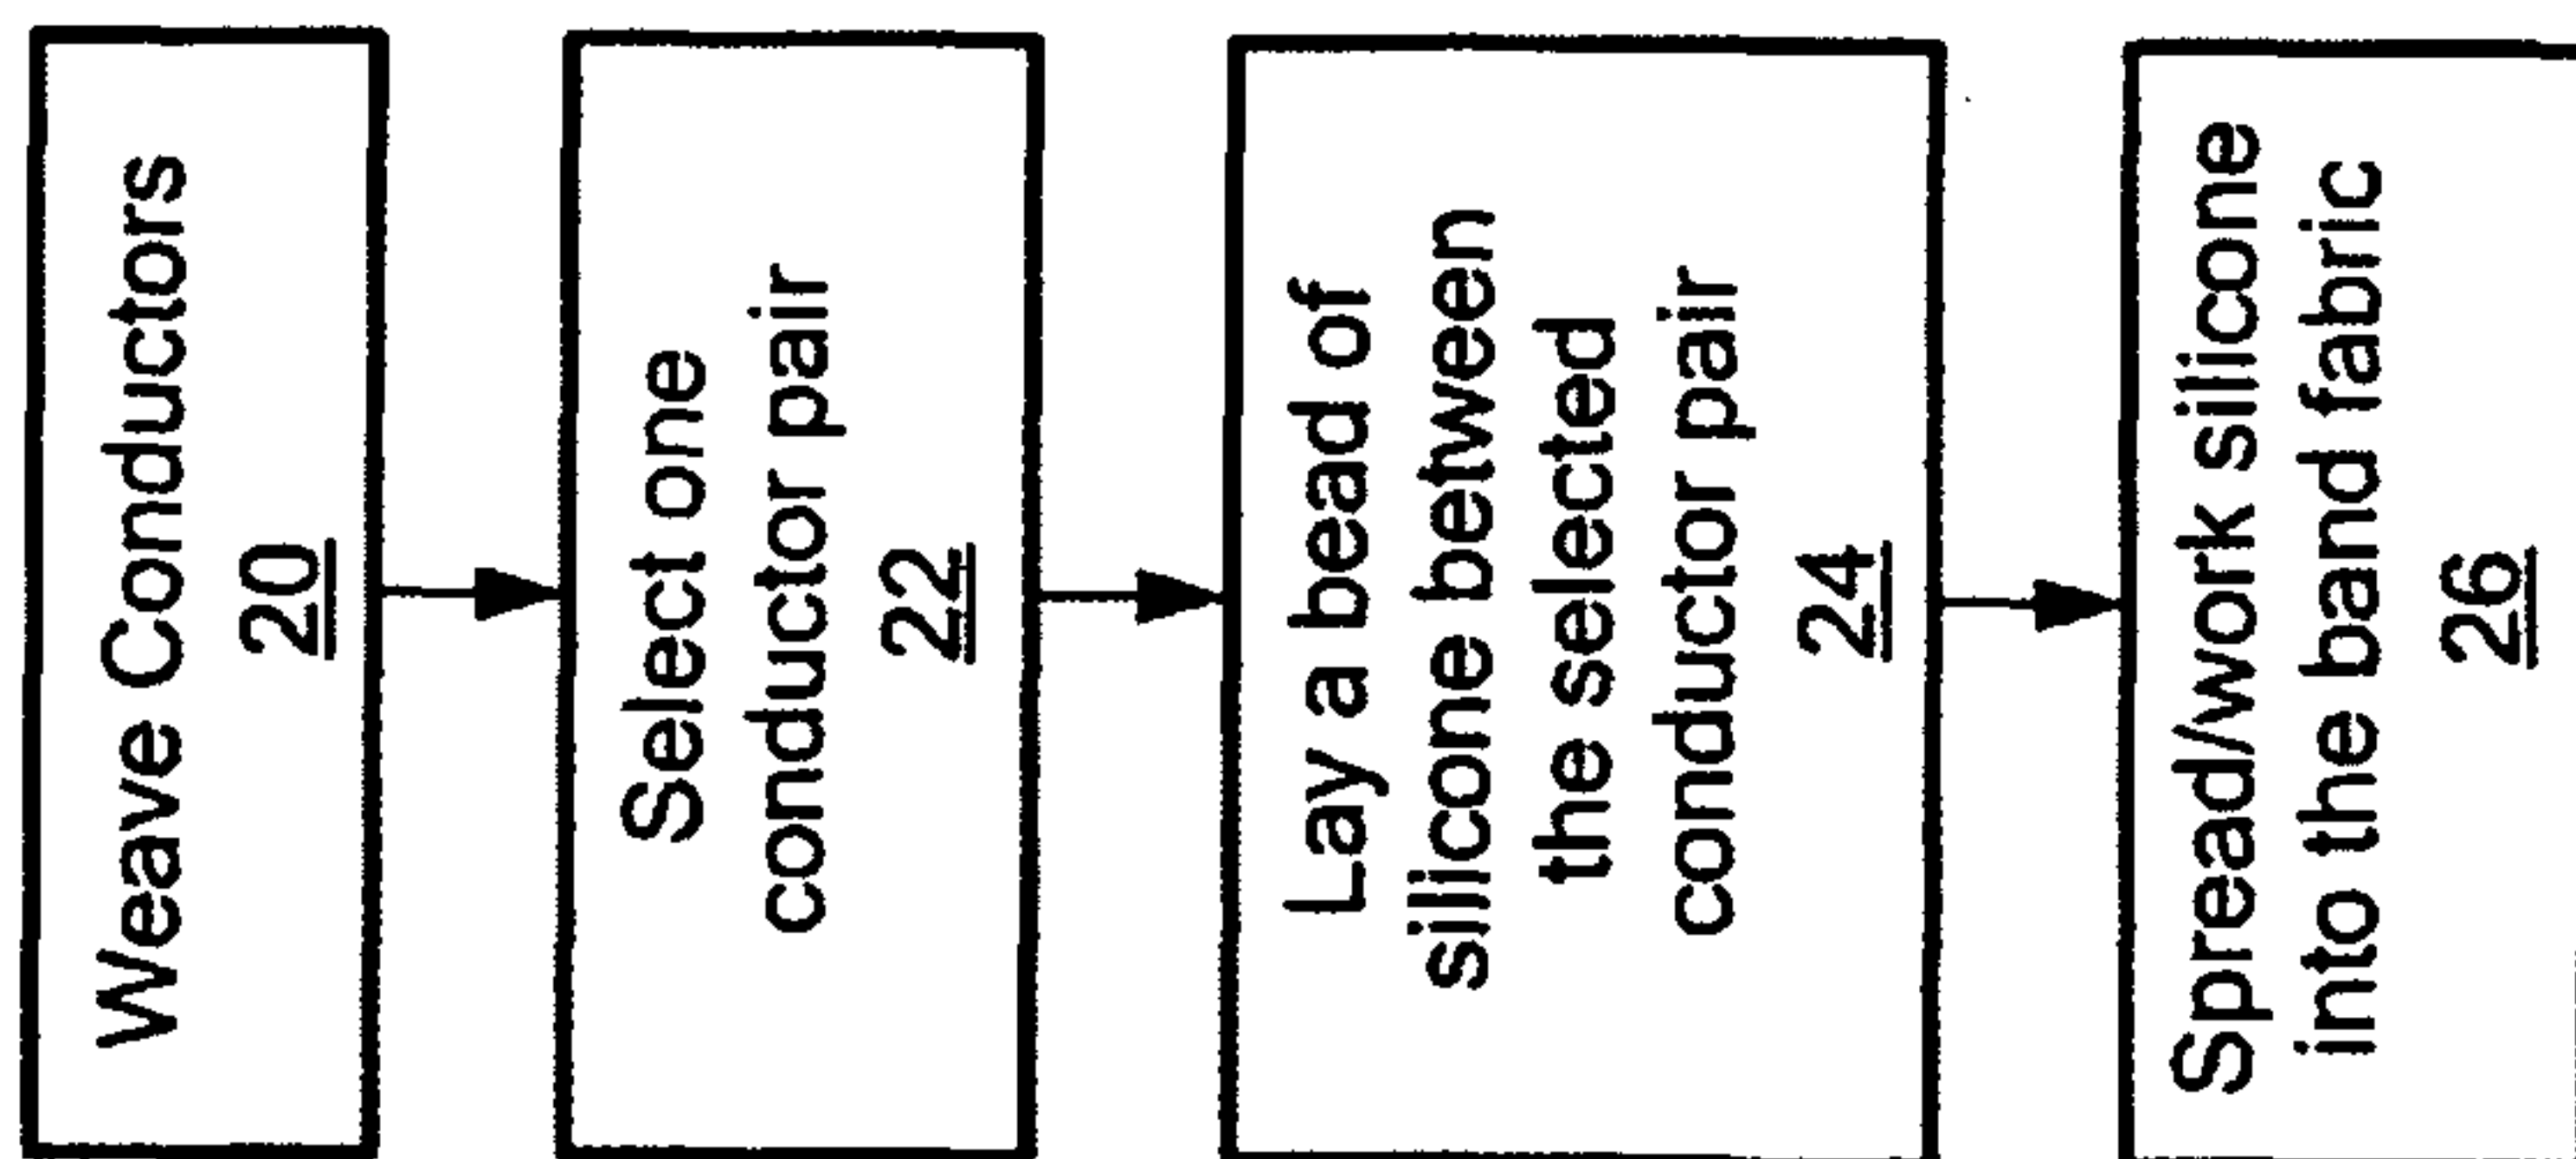 Weave Conductors
20
Select one
conductor pair
22
Lay a bead of
silicone between
the selected
conductor pair
24
Spread/work silicone
into the band fabric
26